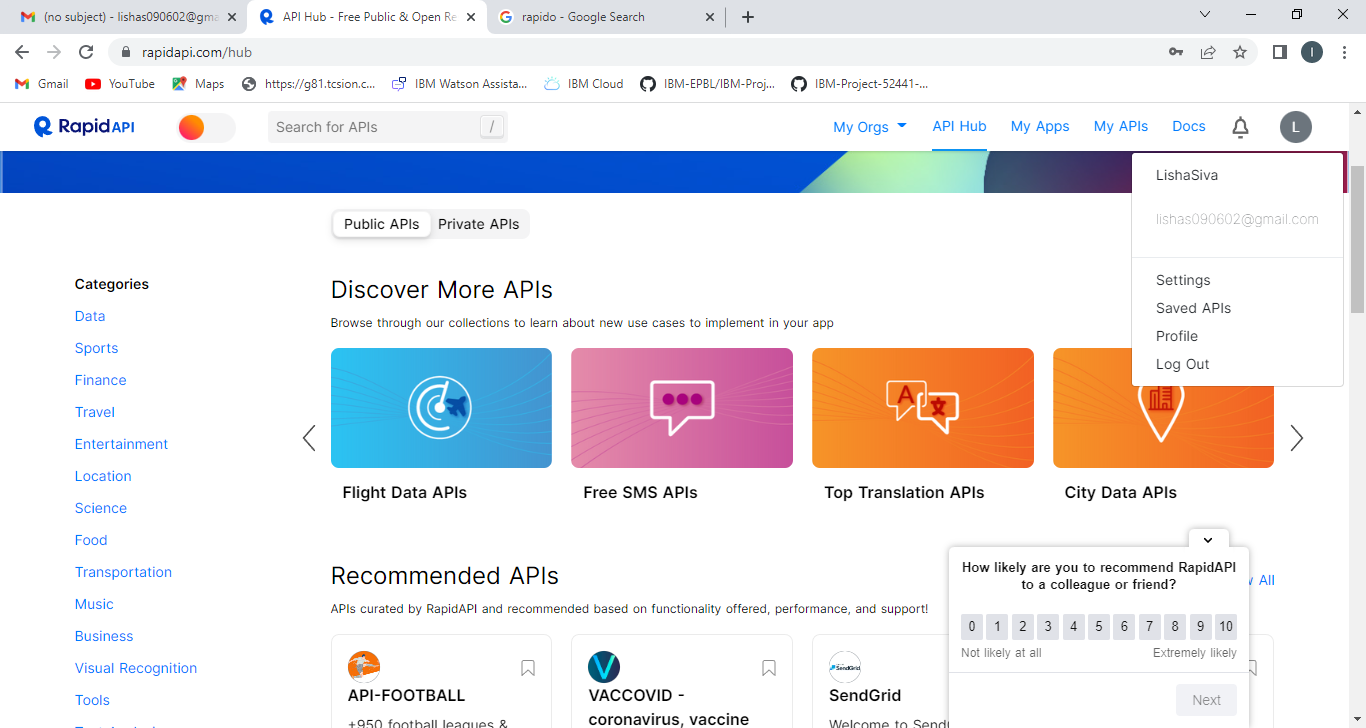 (no subject) - lishas090602@gma
API Hub - Free Public & Open Re
rapido - Google Search
rapidapi.com/hub
I
Gmail
YouTube
Maps
https://g81.tcsion.c...
IBM Watson Assista...
IBM Cloud
IBM-EPBL/IBM-Proj...
IBM-Project-52441-...
Rapid API
Search for APIs
/
My Orgs
API Hub
My Apps
My APIs
Docs
L
LishaSiva
lishas090602@gmail.com
Settings
Saved APIs
Profile
Log Out
Public APIs
Private APIs
Categories
Data
Sports
Finance
Travel
Entertainment
Location
Science
Food
Transportation
Music
Business
Visual Recognition
Tools
Discover More APIs
Browse through our collections to learn about new use cases to implement in your app
A 文
Flight Data APIs
Free SMS APIs
Top Translation APIs
City Data APIs
Recommended APIs
All
APIs curated by RapidAPI and recommended based on functionality offered, performance, and support!
API-FOOTBALL
+950 football leagues &
VACCOVID -
coronavirus, vaccine
SendGrid
SendGrid
Welcome to Send
How likely are you to recommend RapidAPI
to a colleague or friend?
0 1 2 3 4 5 6 7 8 9 10
Not likely at all
Extremely likely
Next